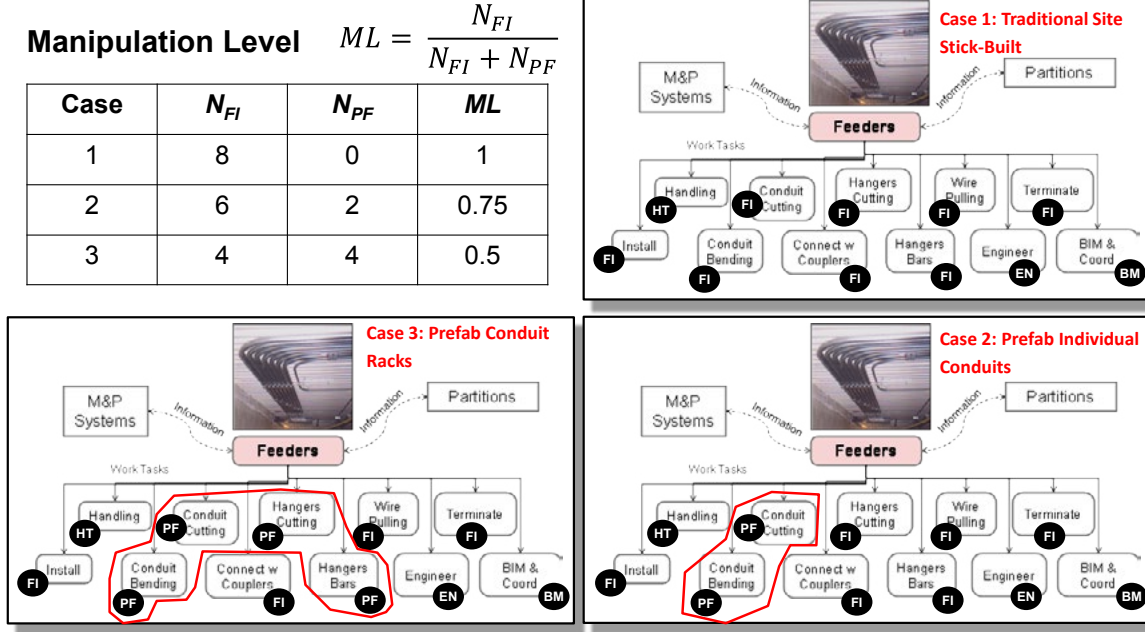 Manipulation Level
ML = N_FI / (N_FI + N_PF)
Case N_FI N_PF ML
1 8 0 1
2 6 2 0.75
3 4 4 0.5
Case 1: Traditional Site
Stick-Built
M&P
Systems
Information
Information
Partitions
Feeders
Work Tasks
Handling
HT
Conduit
Cutting
FI
Hangers
Cutting
FI
Wire
Pulling
FI
Terminate
FI
Install
FI
Conduit
Bending
FI
Connect w
Couplers
FI
Hangers
Bars
FI
Engineer
EN
BIM &
Coord
BM
Case 3: Prefab Conduit
Racks
M&P
Systems
Information
Information
Partitions
Feeders
Work Tasks
Handling
HT
Conduit
Cutting
PF
Hangers
Cutting
PF
Wire
Pulling
FI
Terminate
FI
Install
FI
Conduit
Bending
PF
Connect w
Couplers
FI
Hangers
Bars
PF
Engineer
EN
BIM &
Coord
BM
Case 2: Prefab Individual
Conduits
M&P
Systems
Information
Information
Partitions
Feeders
Work Tasks
Handling
HT
Conduit
Cutting
PF
Hangers
Cutting
FI
Wire
Pulling
FI
Terminate
FI
Install
FI
Conduit
Bending
PF
Connect w
Couplers
FI
Hangers
Bars
FI
Engineer
EN
BIM &
Coord
BM